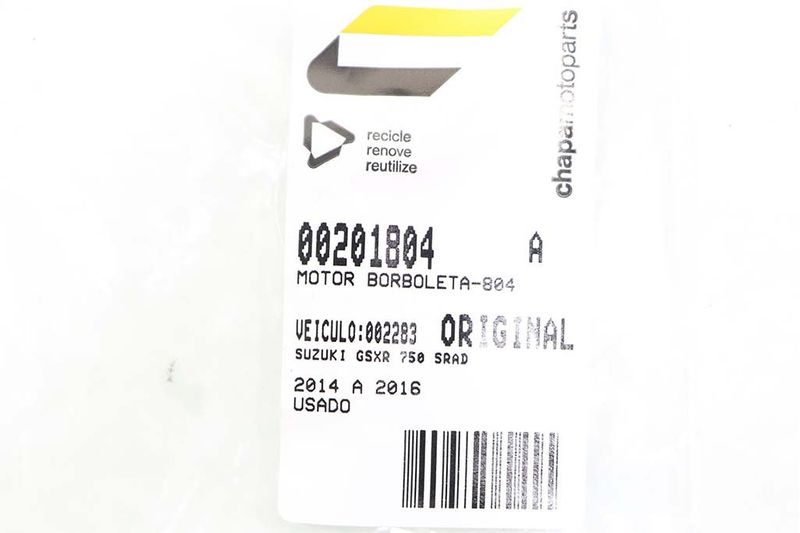 chapamotoparts
recicle
renove
reutilize
00201804 A
MOTOR BORBOLETA-804
VEICULO:002283 ORIGINAL
SUZUKI GSXR 750 SRAD
2014 A 2016
USADO